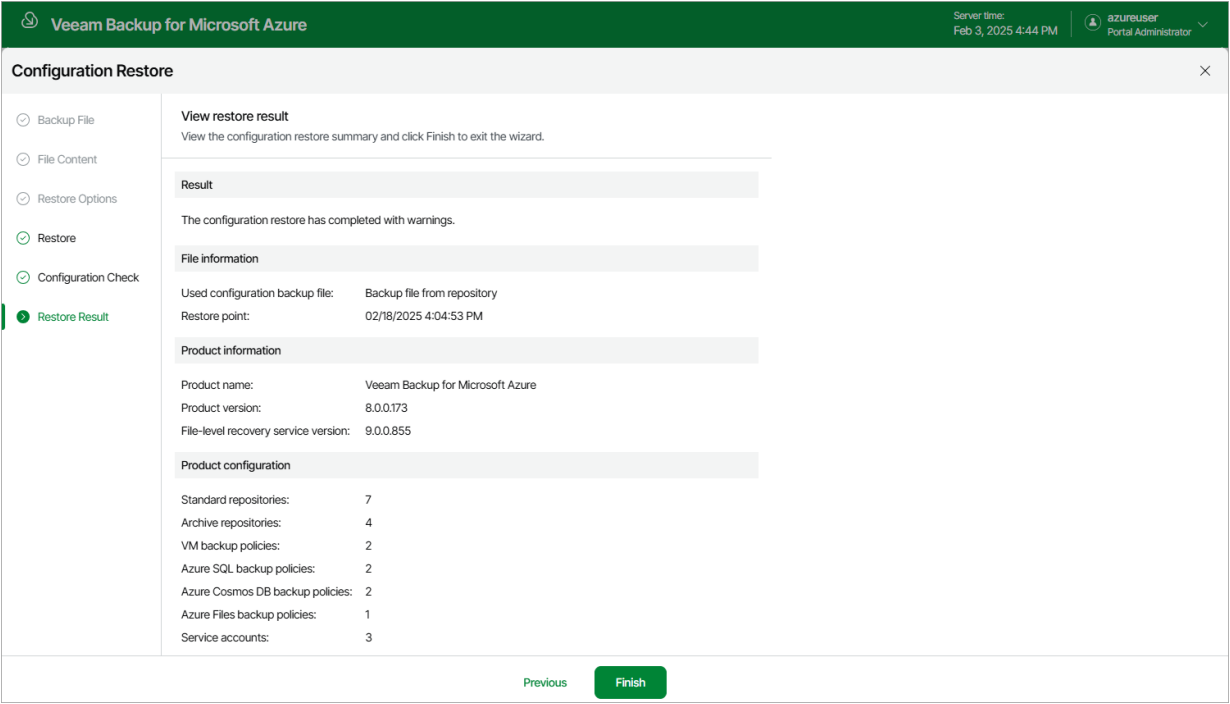 Veeam Backup for Microsoft Azure
Server time:
Feb 3, 2025 4:44 PM
azureuser
Portal Administrator
Configuration Restore
Backup File
File Content
Restore Options
Restore
Configuration Check
Restore Result
View restore result
View the configuration restore summary and click Finish to exit the wizard.
Result
The configuration restore has completed with warnings.
File information
Used configuration backup file: Backup file from repository
Restore point: 02/18/2025 4:04:53 PM
Product information
Product name: Veeam Backup for Microsoft Azure
Product version: 8.0.0.173
File-level recovery service version: 9.0.0.855
Product configuration
Standard repositories: 7
Archive repositories: 4
VM backup policies: 2
Azure SQL backup policies: 2
Azure Cosmos DB backup policies: 2
Azure Files backup policies: 1
Service accounts: 3
Previous
Finish